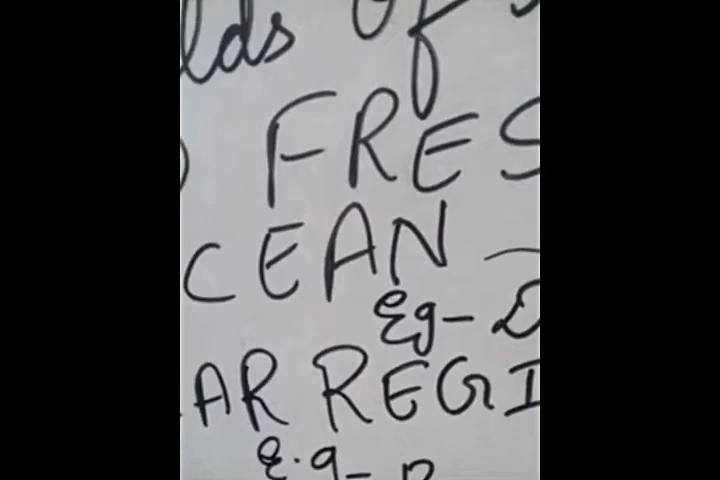 lds of
FRES
CEAN -
Eg-
AR REGI
E.g-